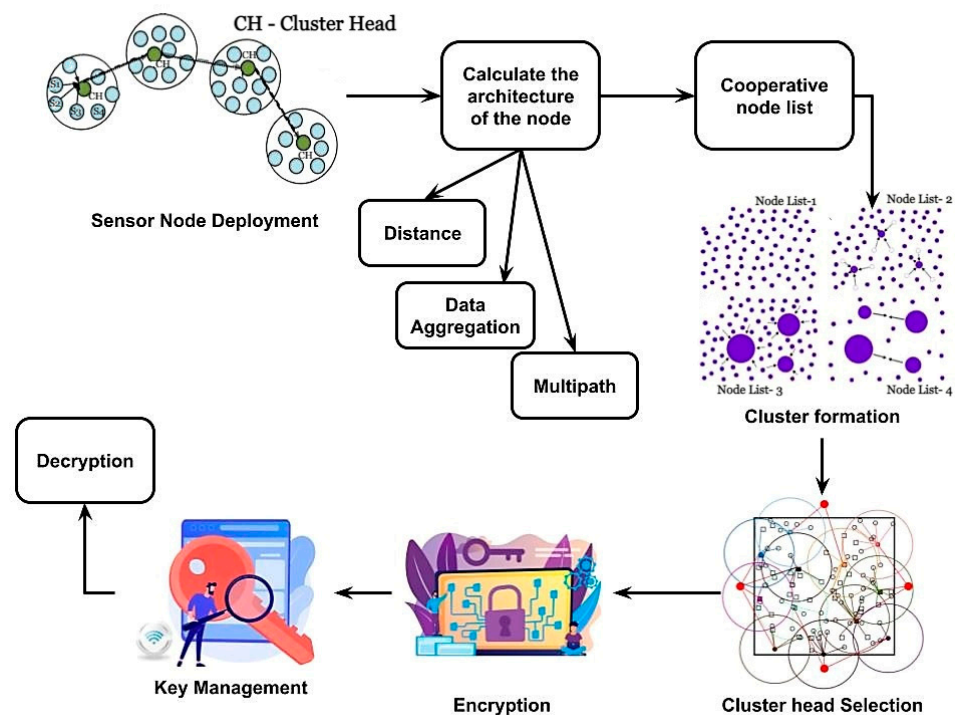 CH - Cluster Head
CH
CH
CH
CH
S1
S2
S3
S4
Sensor Node Deployment
Calculate the
architecture
of the node
Cooperative
node list
Distance
Data
Aggregation
Multipath
Node List-1
Node List- 2
Node List- 3
Node List- 4
Cluster formation
Cluster head Selection
Encryption
Key Management
Decryption